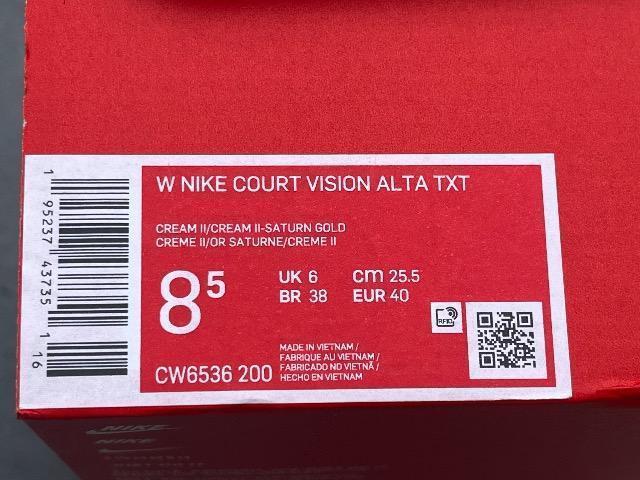 W NIKE COURT VISION ALTA TXT
CREAM II/CREAM II-SATURN GOLD
CREME II/OR SATURNE/CREME II
8⁵
UK 6 cm 25.5
BR 38 EUR 40
RFID
MADE IN VIETNAM /
FABRIQUE AU VIETNAM /
FABRICADO NO VIETNÃ /
HECHO EN VIETNAM
CW6536 200
1 95237 43735 1 16
NIKE
NIKE